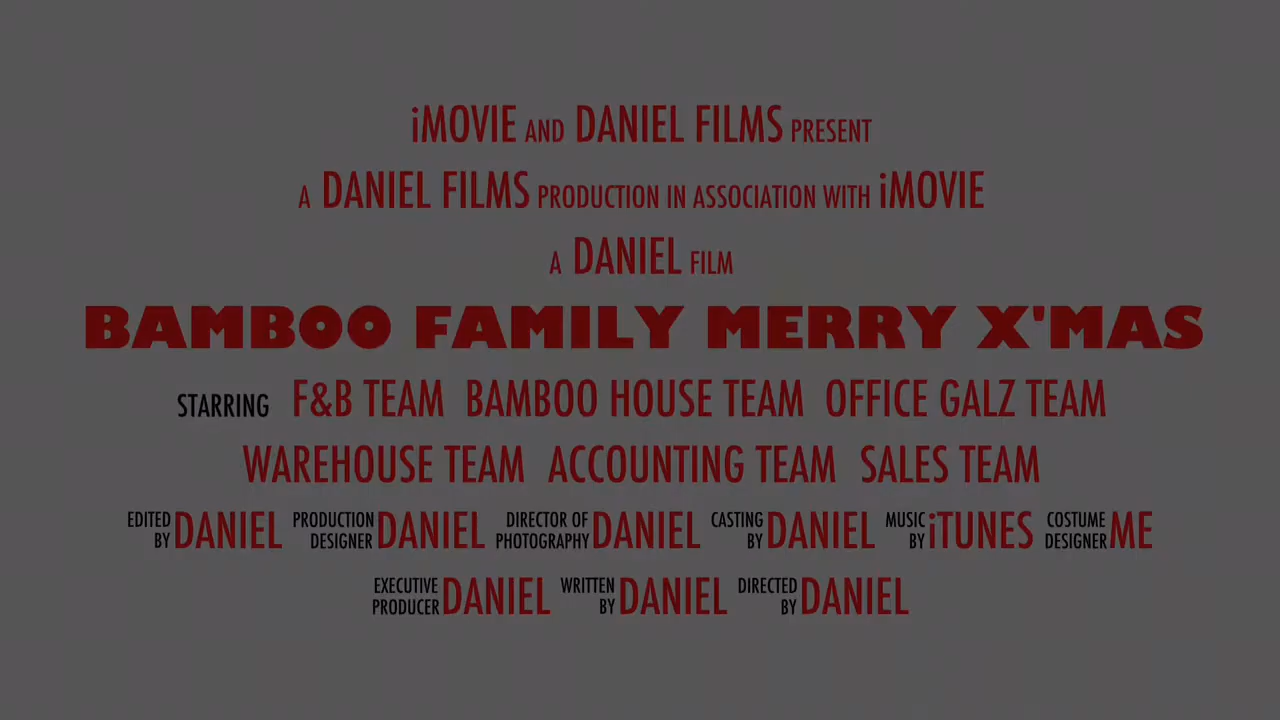 iMOVIE AND DANIEL FILMS PRESENT
A DANIEL FILMS PRODUCTION IN ASSOCIATION WITH iMOVIE
A DANIEL FILM
BAMBOO FAMILY MERRY X'MAS
STARRING F&B TEAM BAMBOO HOUSE TEAM OFFICE GALZ TEAM
WAREHOUSE TEAM ACCOUNTING TEAM SALES TEAM
EDITED BY DANIEL PRODUCTION DESIGNER DANIEL DIRECTOR OF PHOTOGRAPHY DANIEL CASTING BY DANIEL MUSIC BY iTUNES COSTUME DESIGNER ME
EXECUTIVE PRODUCER DANIEL WRITTEN BY DANIEL DIRECTED BY DANIEL